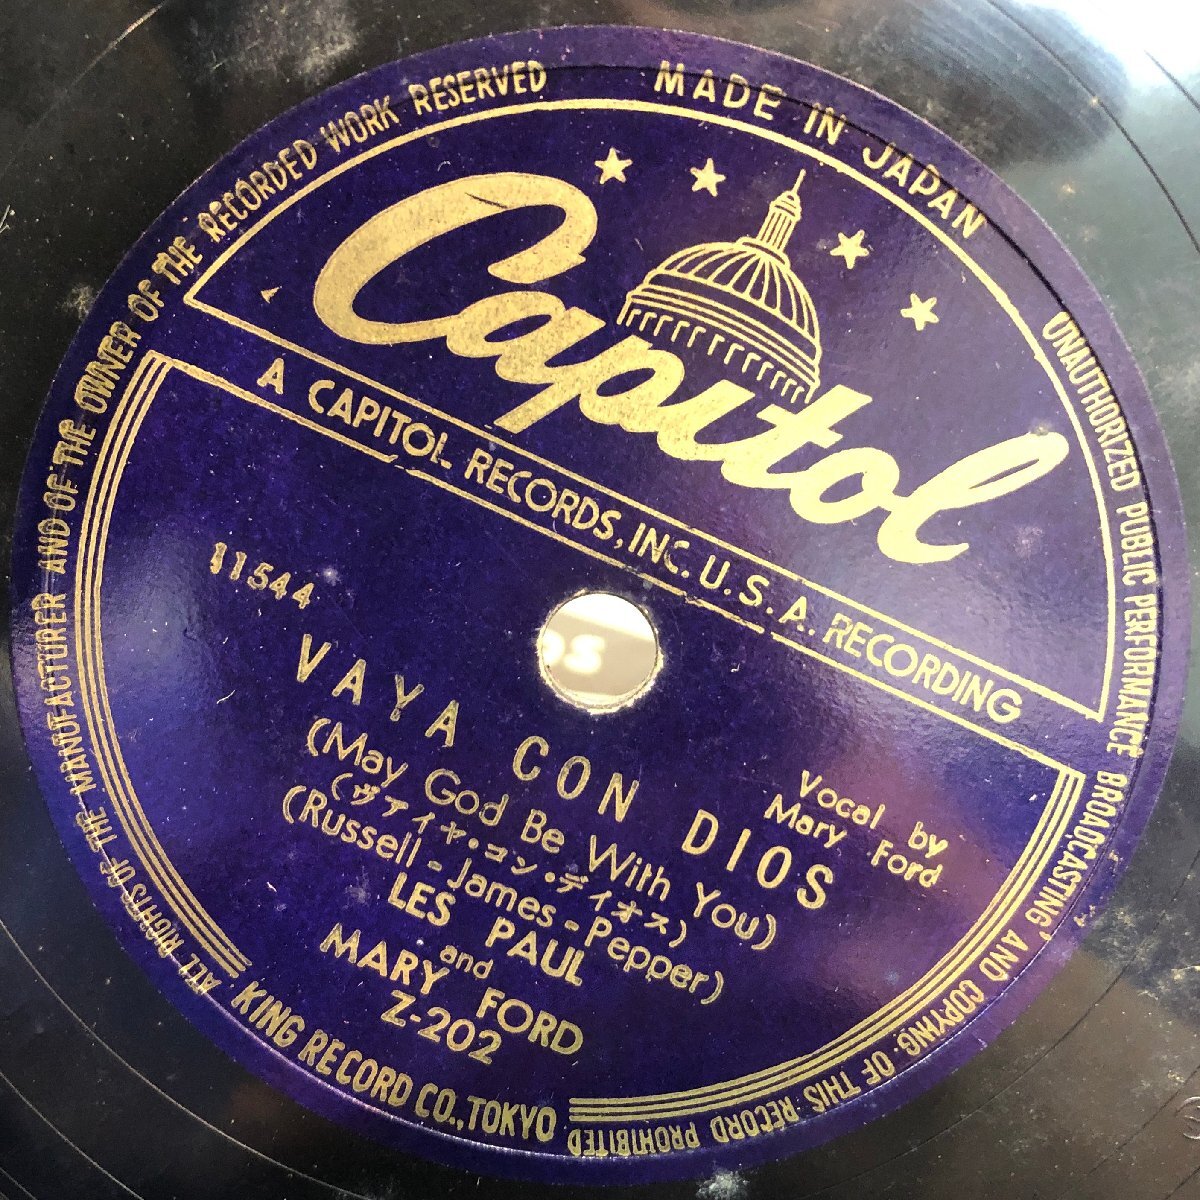 MADE IN JAPAN
Capitol
A CAPITOL RECORDS, INC. U. S. A. RECORDING
11544
VAYA CON DIOS
(May God Be With You)
(ヴァイヤ・コン・ディオス)
(Russell - James - Pepper)
Vocal by
Mary Ford
LES PAUL
and
MARY FORD
Z-202
KING RECORD CO., TOKYO
ALL RIGHTS OF THE MANUFACTURER AND OF THE OWNER OF THE RECORDED WORK RESERVED
UNAUTHORIZED PUBLIC PERFORMANCE BROADCASTING AND COPYING OF THIS RECORD PROHIBITED